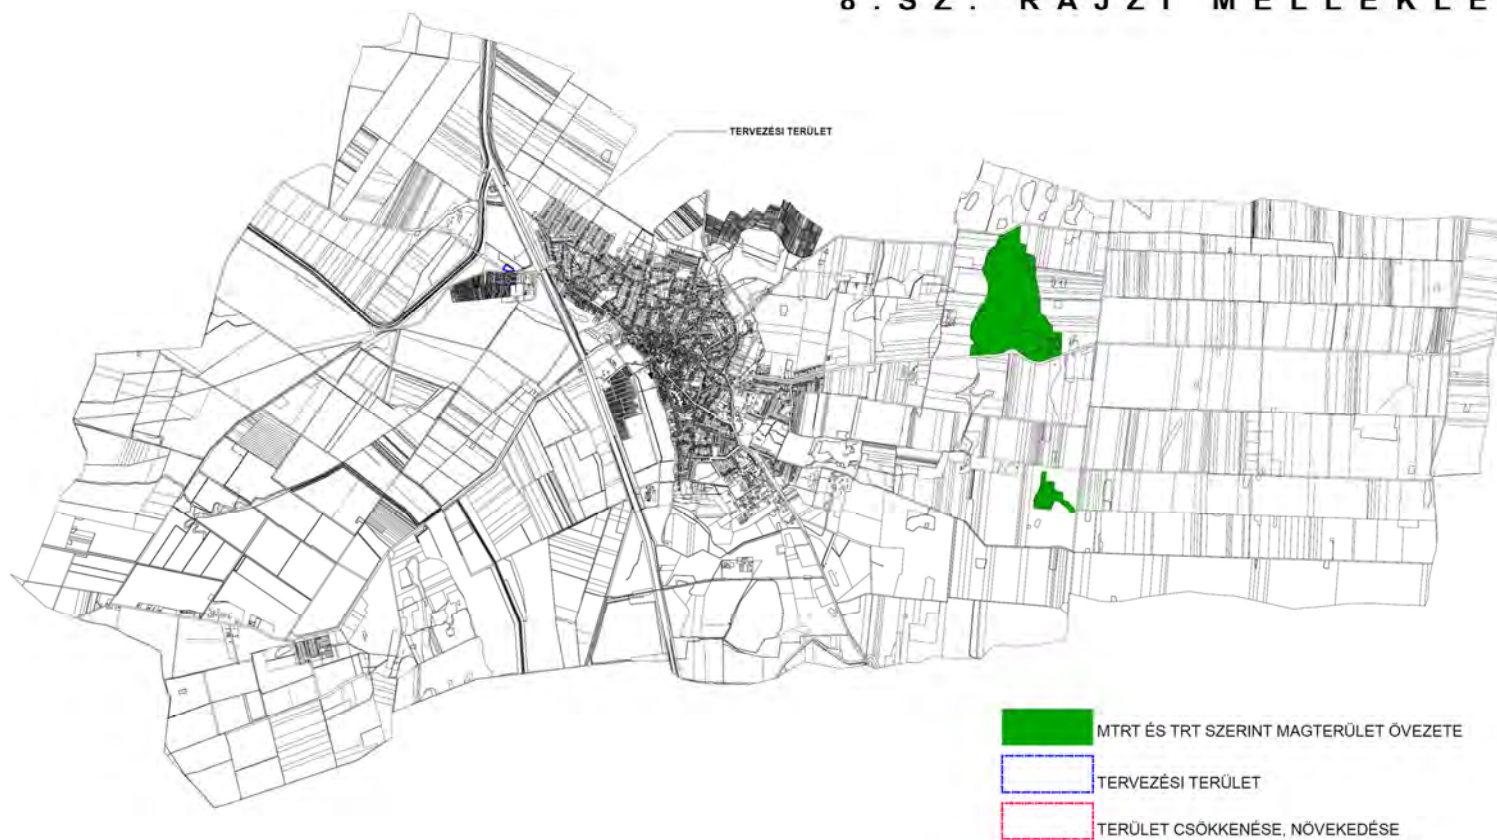 8.SZ. RAJZI MELLÉKLE
TERVEZÉSI TERÜLET
MTRT ÉS TRT SZERINT MAGTERÜLET ÖVEZETE
TERVEZÉSI TERÜLET
TERÜLET CSÖKKENÉSE, NÖVEKEDÉSE